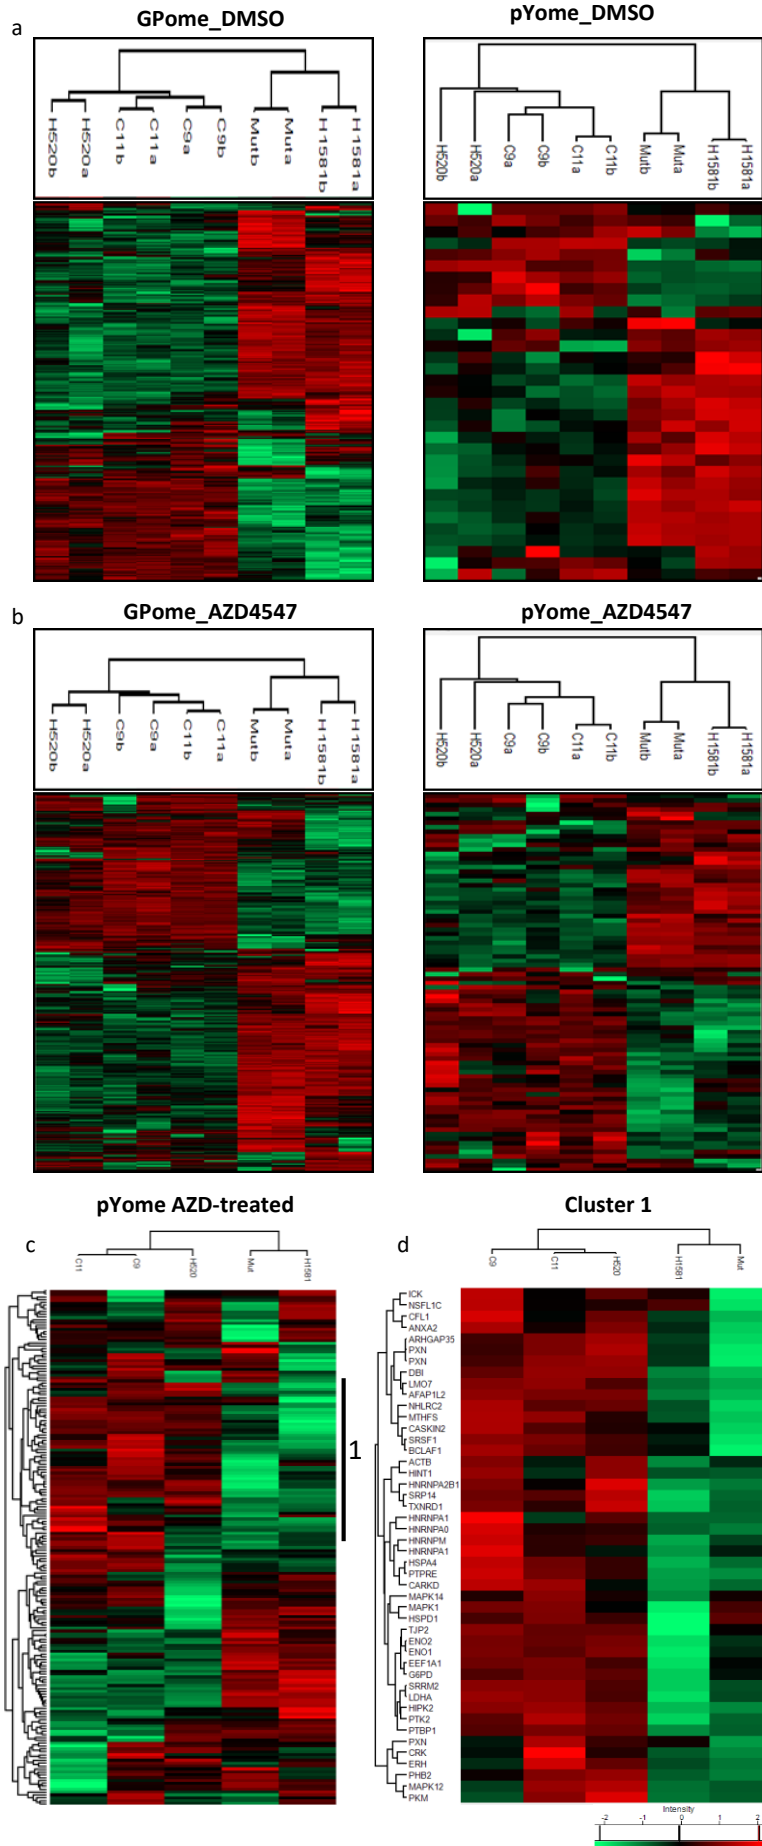 a
GPome_DMSO
pYome_DMSO
H520b
H520a
C11b
C11a
C9a
C9b
Mutb
Muta
H1581b
H1581a
H520b
H520a
C9a
C9b
C11a
C11b
Mutb
Muta
H1581b
H1581a
b
GPome_AZD4547
pYome_AZD4547
H520b
H520a
C9b
C9a
C11b
C11a
Mutb
Muta
H1581b
H1581a
H520b
H520a
C9a
C9b
C11a
C11b
Mutb
Muta
H1581b
H1581a
pYome AZD-treated
Cluster 1
c
C11
C9
H520
Mut
H1581
1
d
C9
C11
H520
H1581
Mut
ICK
NSFL1C
CFL1
ANXA2
ARHGAP35
PXN
PXN
DBI
LMO7
AFAP1L2
NHLRC2
MTHFS
CASKIN2
SRSF1
BCLAF1
ACTB
HINT1
HNRNPA2B1
SRP14
TXNRD1
HNRNPA1
HNRNPA0
HNRNPM
HNRNPA1
HSPA4
PTPRE
CARKD
MAPK14
MAPK1
HSPD1
TJP2
ENO2
ENO1
EEF1A1
G6PD
SRRM2
LDHA
HIPK2
PTK2
PTBP1
PXN
CRK
ERH
PHB2
MAPK12
PKM
Intensity
-2 -1 0 1 2